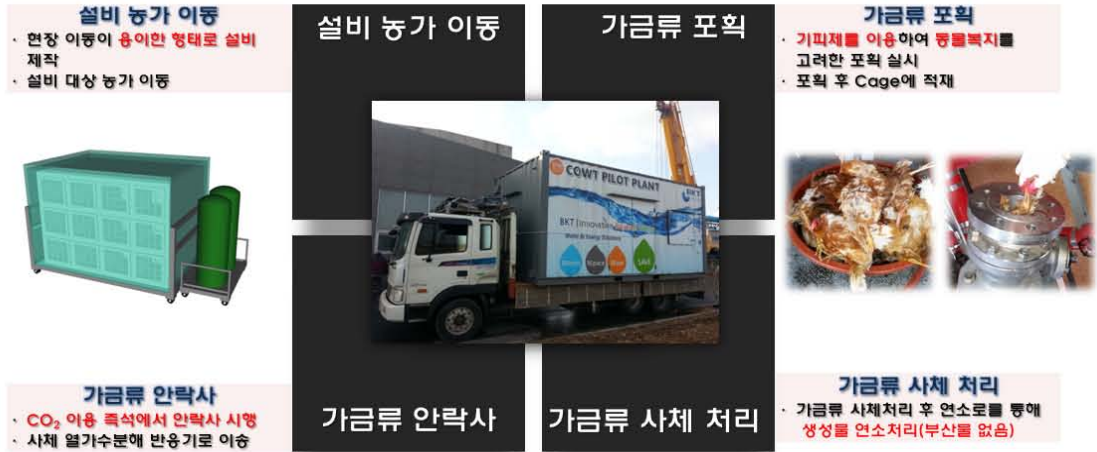 설비 농가 이동
· 현장 이동이 용이한 형태로 설비
제작
· 설비 대상 농가 이동
설비 농가 이동
가금류 포획
가금류 포획
· 기피제를 이용하여 동물복지를
고려한 포획 실시
· 포획 후 Cage에 적재
COWT PILOT PLANT
BKT
BKT
Water & Energy Solutions
SAVE
가금류 안락사
· CO₂ 이용 즉석에서 안락사 시행
· 사체 열가수분해 반응기로 이송
가금류 안락사
가금류 사체 처리
가금류 사체 처리
· 가금류 사체처리 후 연소로를 통해
생성물 연소처리(부산물 없음)